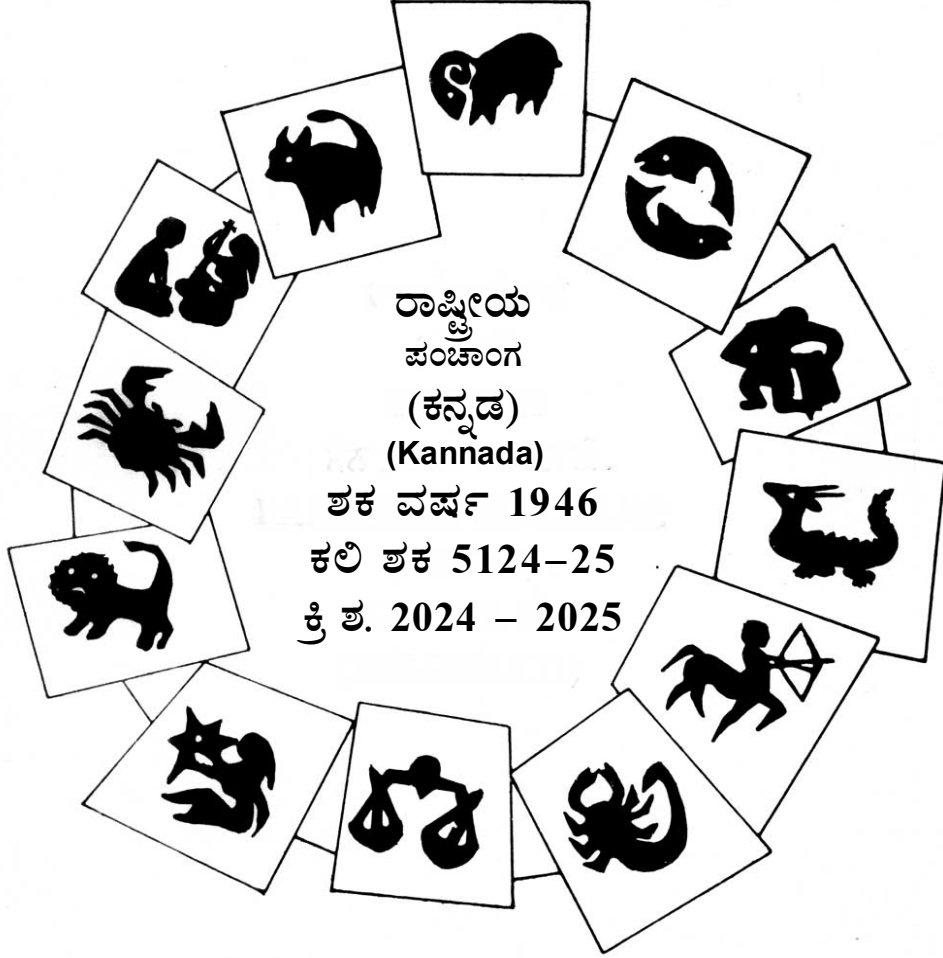 ರಾಷ್ಟ್ರೀಯ
ಪಂಚಾಂಗ
(ಕನ್ನಡ)
(Kannada)
ಶಕ ವರ್ಷ 1946
ಕಲಿ ಶಕ 5124–25
ಕ್ರಿ ಶ. 2024 – 2025